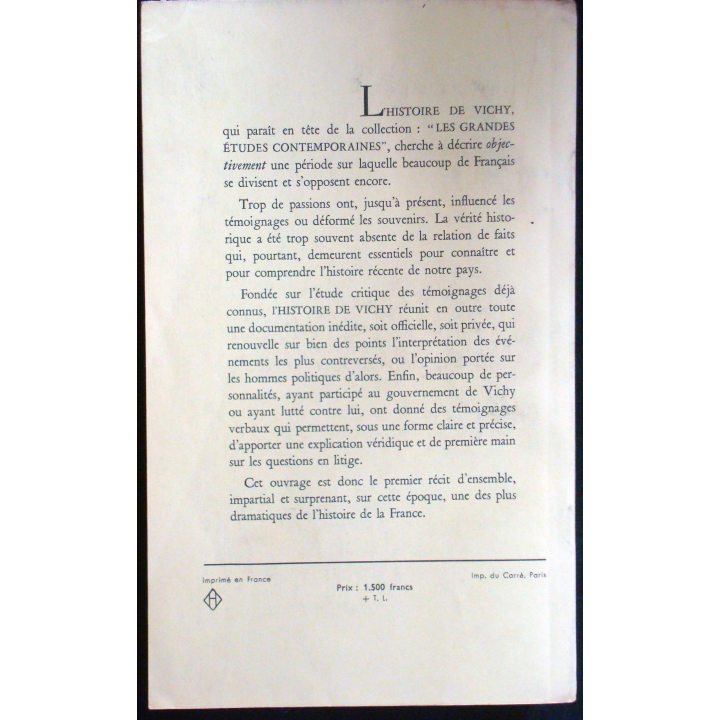 L'HISTOIRE DE VICHY,
qui paraît en tête de la collection : "LES GRANDES
ÉTUDES CONTEMPORAINES", cherche à décrire objec-
tivement une période sur laquelle beaucoup de Français
se divisent et s'opposent encore.
Trop de passions ont, jusqu'à présent, influencé les
témoignages ou déformé les souvenirs. La vérité histo-
rique a été trop souvent absente de la relation de faits
qui, pourtant, demeurent essentiels pour connaître et
pour comprendre l'histoire récente de notre pays.
Fondée sur l'étude critique des témoignages déjà
connus, l'HISTOIRE DE VICHY réunit en outre toute
une documentation inédite, soit officielle, soit privée, qui
renouvelle sur bien des points l'interprétation des évé-
nements les plus controversés, ou l'opinion portée sur
les hommes politiques d'alors. Enfin, beaucoup de per-
sonnalités, ayant participé au gouvernement de Vichy
ou ayant lutté contre lui, ont donné des témoignages
verbaux qui permettent, sous une forme claire et précise,
d'apporter une explication véridique et de première main
sur les questions en litige.
Cet ouvrage est donc le premier récit d'ensemble,
impartial et surprenant, sur cette époque, une des plus
dramatiques de l'histoire de la France.
Imprimé en France
Imp. du Carré, Paris
Prix : 1.500 francs
+ T. L.